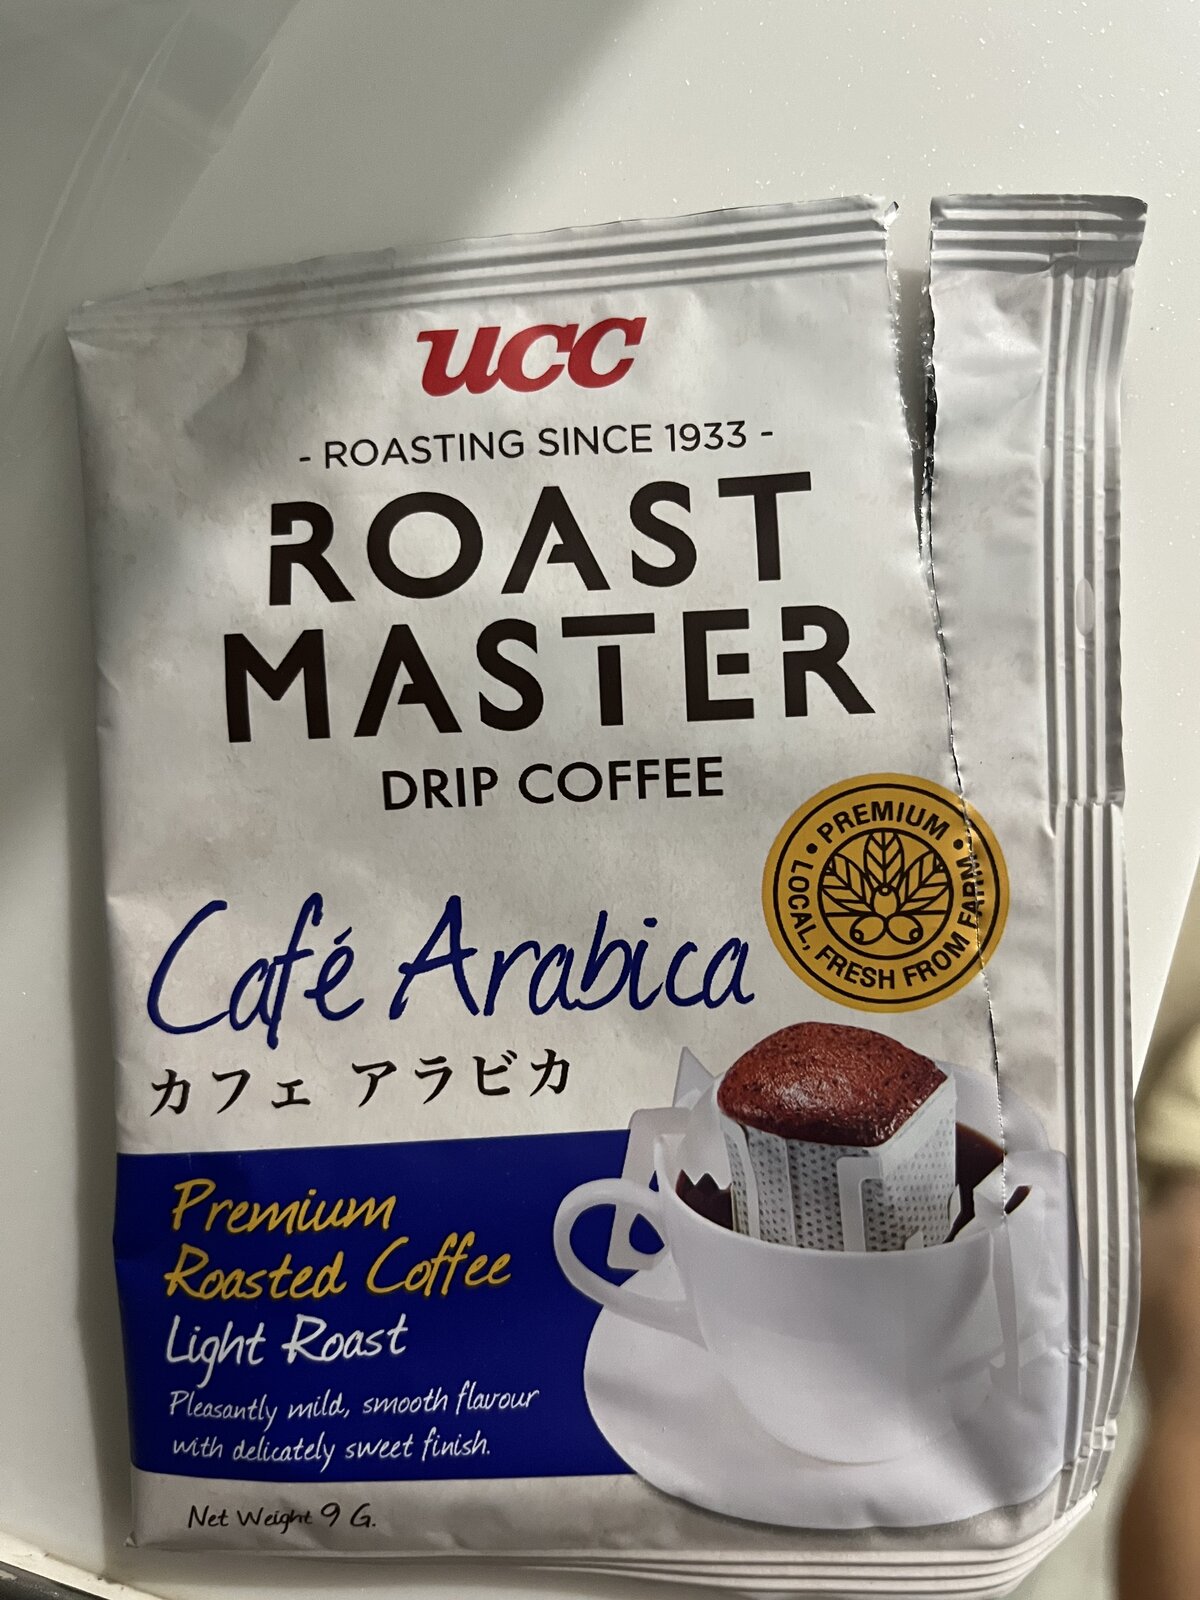 ucc
- ROASTING SINCE 1933 -
ROAST
MASTER
DRIP COFFEE
• PREMIUM •
LOCAL, FRESH FROM FARM
Café Arabica
カフェ アラビカ
Premium
Roasted Coffee
Light Roast
Pleasantly mild, smooth flavour
with delicately sweet finish.
Net Weight 9 G.